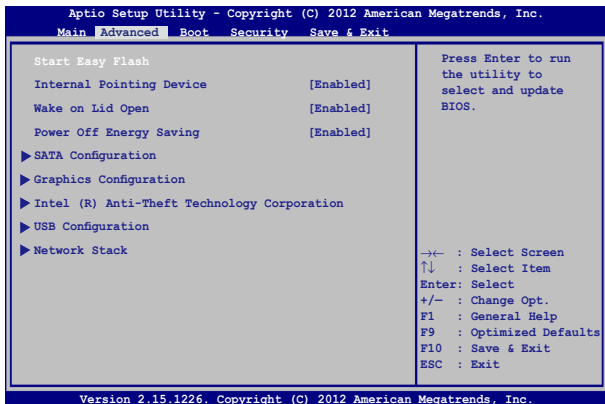 Aptio Setup Utility - Copyright (C) 2012 American Megatrends, Inc.
Main Advanced Boot Security Save & Exit
Start Easy Flash
Internal Pointing Device [Enabled]
Wake on Lid Open [Enabled]
Power Off Energy Saving [Enabled]
SATA Configuration
Graphics Configuration
Intel (R) Anti-Theft Technology Corporation
USB Configuration
Network Stack
Press Enter to run
the utility to
select and update
BIOS.
→← : Select Screen
↑↓ : Select Item
Enter: Select
+/— : Change Opt.
F1 : General Help
F9 : Optimized Defaults
F10 : Save & Exit
ESC : Exit
Version 2.15.1226. Copyright (C) 2012 American Megatrends, Inc.